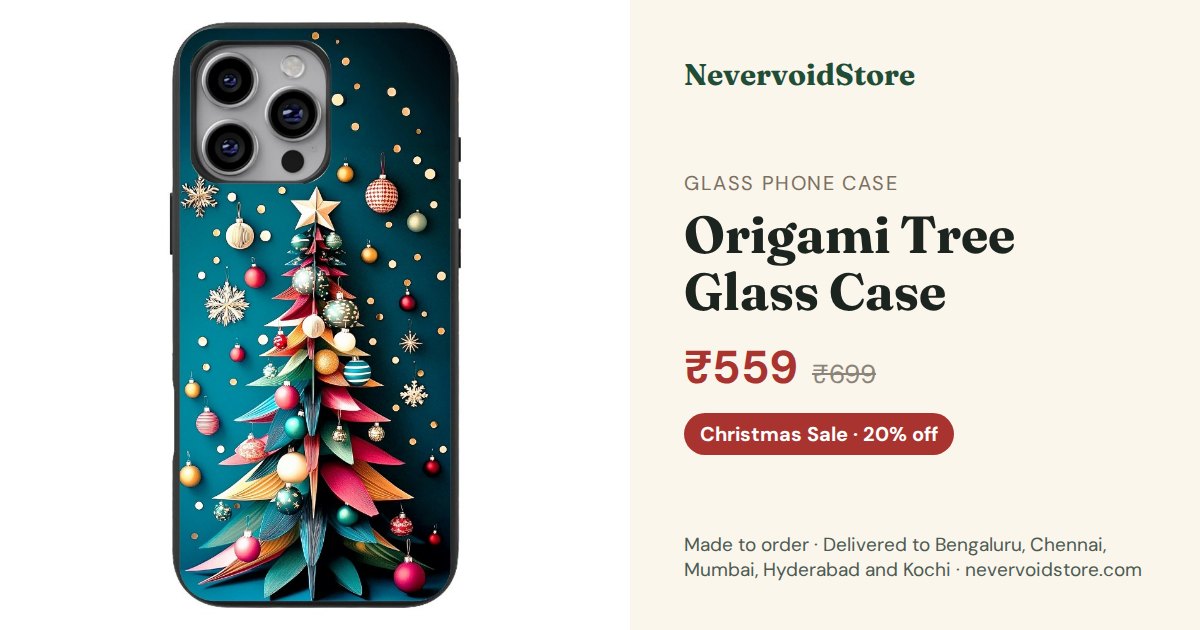 NevervoidStore
GLASS PHONE CASE
Origami Tree
Glass Case
₹559 ₹699
Christmas Sale · 20% off
Made to order · Delivered to Bengaluru, Chennai,
Mumbai, Hyderabad and Kochi · nevervoidstore.com